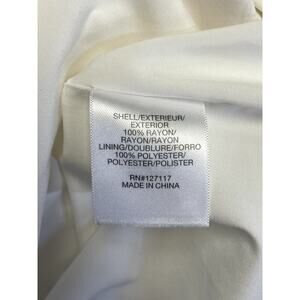 SHELL/EXTERIEUR/
EXTERIOR
100% RAYON/
RAYON/RAYON
LINING/DOUBLURE/FORRO
100% POLYESTER/
POLYESTER/POLISTER
RN#127117
MADE IN CHINA